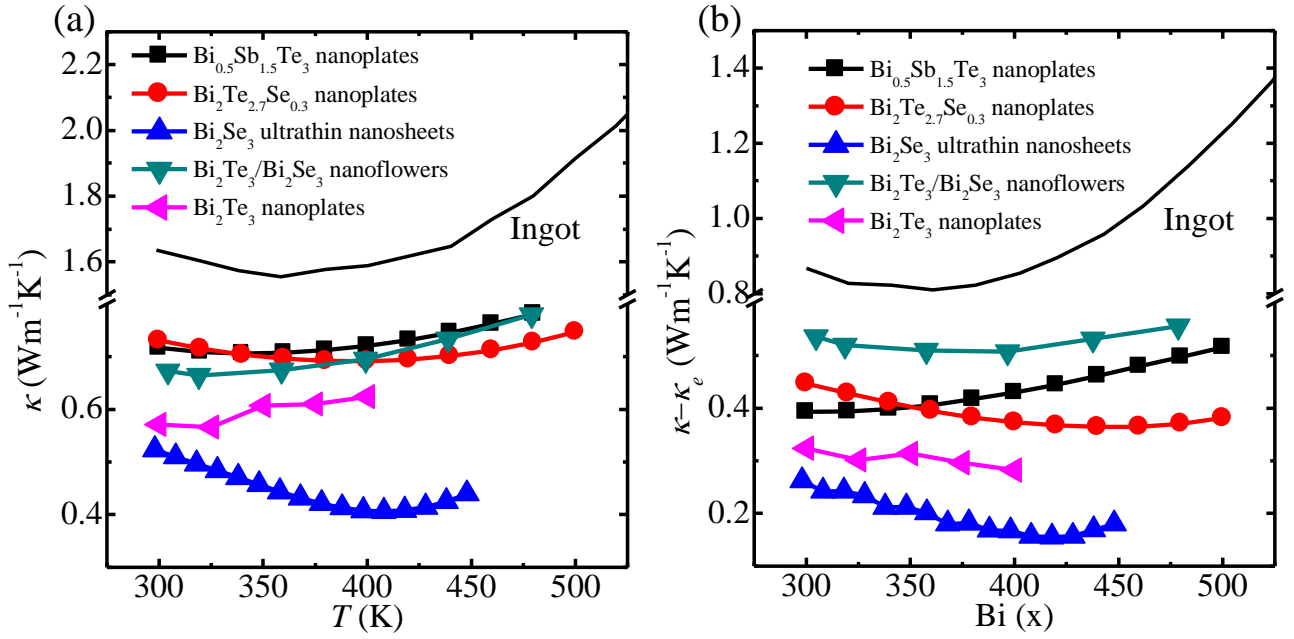 (a)
κ (Wm⁻¹K⁻¹)
2.2
2.0
1.8
1.6
0.6
0.4
Bi₀.₅Sb₁.₅Te₃ nanoplates
Bi₂Te₂.₇Se₀.₃ nanoplates
Bi₂Se₃ ultrathin nanosheets
Bi₂Te₃/Bi₂Se₃ nanoflowers
Bi₂Te₃ nanoplates
Ingot
300 350 400 450 500
T (K)
(b)
κ–κₑ (Wm⁻¹K⁻¹)
1.4
1.2
1.0
0.8
0.4
0.2
Bi₀.₅Sb₁.₅Te₃ nanoplates
Bi₂Te₂.₇Se₀.₃ nanoplates
Bi₂Se₃ ultrathin nanosheets
Bi₂Te₃/Bi₂Se₃ nanoflowers
Bi₂Te₃ nanoplates
Ingot
300 350 400 450 500
Bi (x)